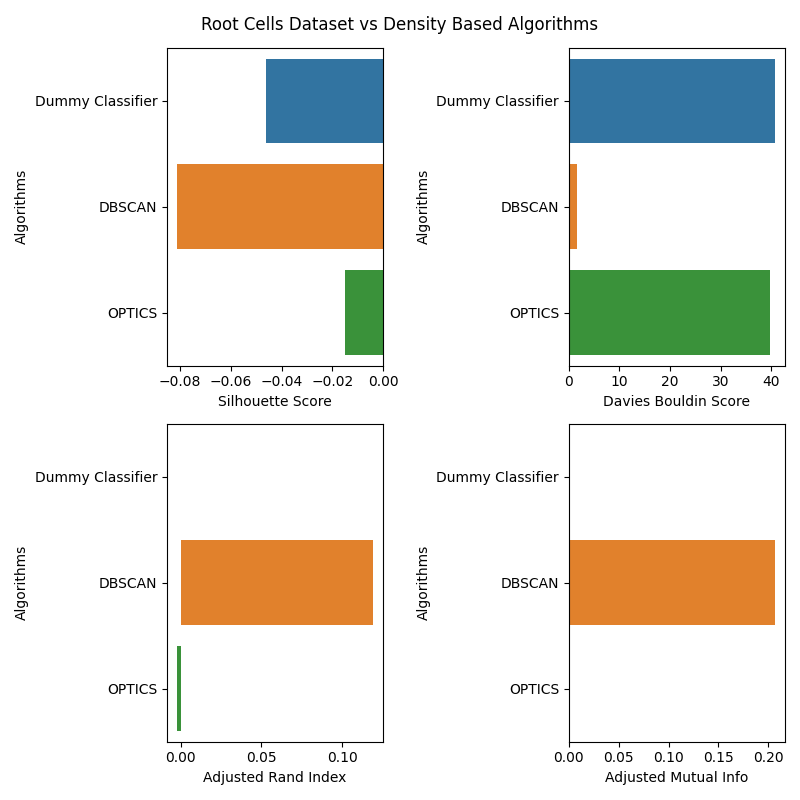 Root Cells Dataset vs Density Based Algorithms
Algorithms
Dummy Classifier
DBSCAN
OPTICS
−0.08 −0.06 −0.04 −0.02 0.00
Silhouette Score
Algorithms
Dummy Classifier
DBSCAN
OPTICS
0 10 20 30 40
Davies Bouldin Score
Algorithms
Dummy Classifier
DBSCAN
OPTICS
0.00 0.05 0.10
Adjusted Rand Index
Algorithms
Dummy Classifier
DBSCAN
OPTICS
0.00 0.05 0.10 0.15 0.20
Adjusted Mutual Info